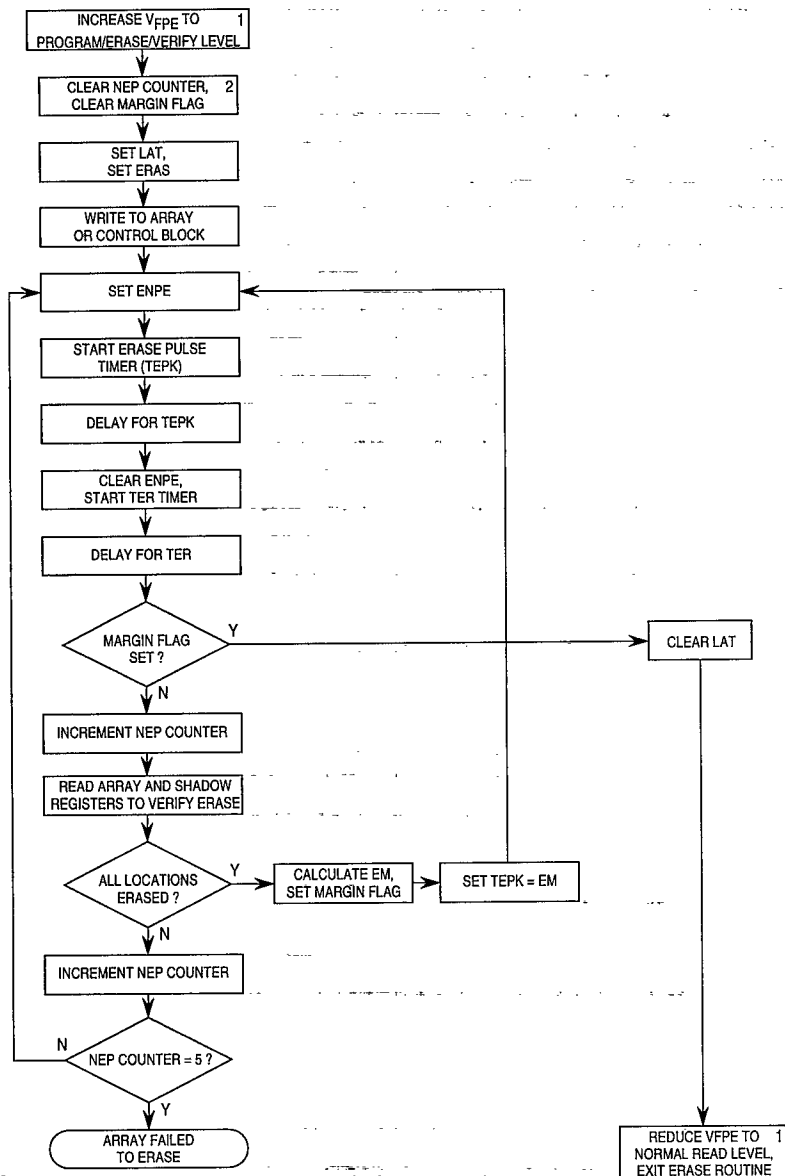 INCREASE VFPE TO 1
PROGRAM/ERASE/VERIFY LEVEL
CLEAR NEP COUNTER, 2
CLEAR MARGIN FLAG
SET LAT,
SET ERAS
WRITE TO ARRAY
OR CONTROL BLOCK
SET ENPE
START ERASE PULSE
TIMER (TEPK)
DELAY FOR TEPK
CLEAR ENPE,
START TER TIMER
DELAY FOR TER
MARGIN FLAG
SET ?
Y
N
CLEAR LAT
INCREMENT NEP COUNTER
READ ARRAY AND SHADOW
REGISTERS TO VERIFY ERASE
ALL LOCATIONS
ERASED ?
Y
N
CALCULATE EM,
SET MARGIN FLAG
SET TEPK = EM
INCREMENT NEP COUNTER
N
NEP COUNTER = 5 ?
Y
ARRAY FAILED
TO ERASE
REDUCE VFPE TO 1
NORMAL READ LEVEL,
EXIT ERASE ROUTINE